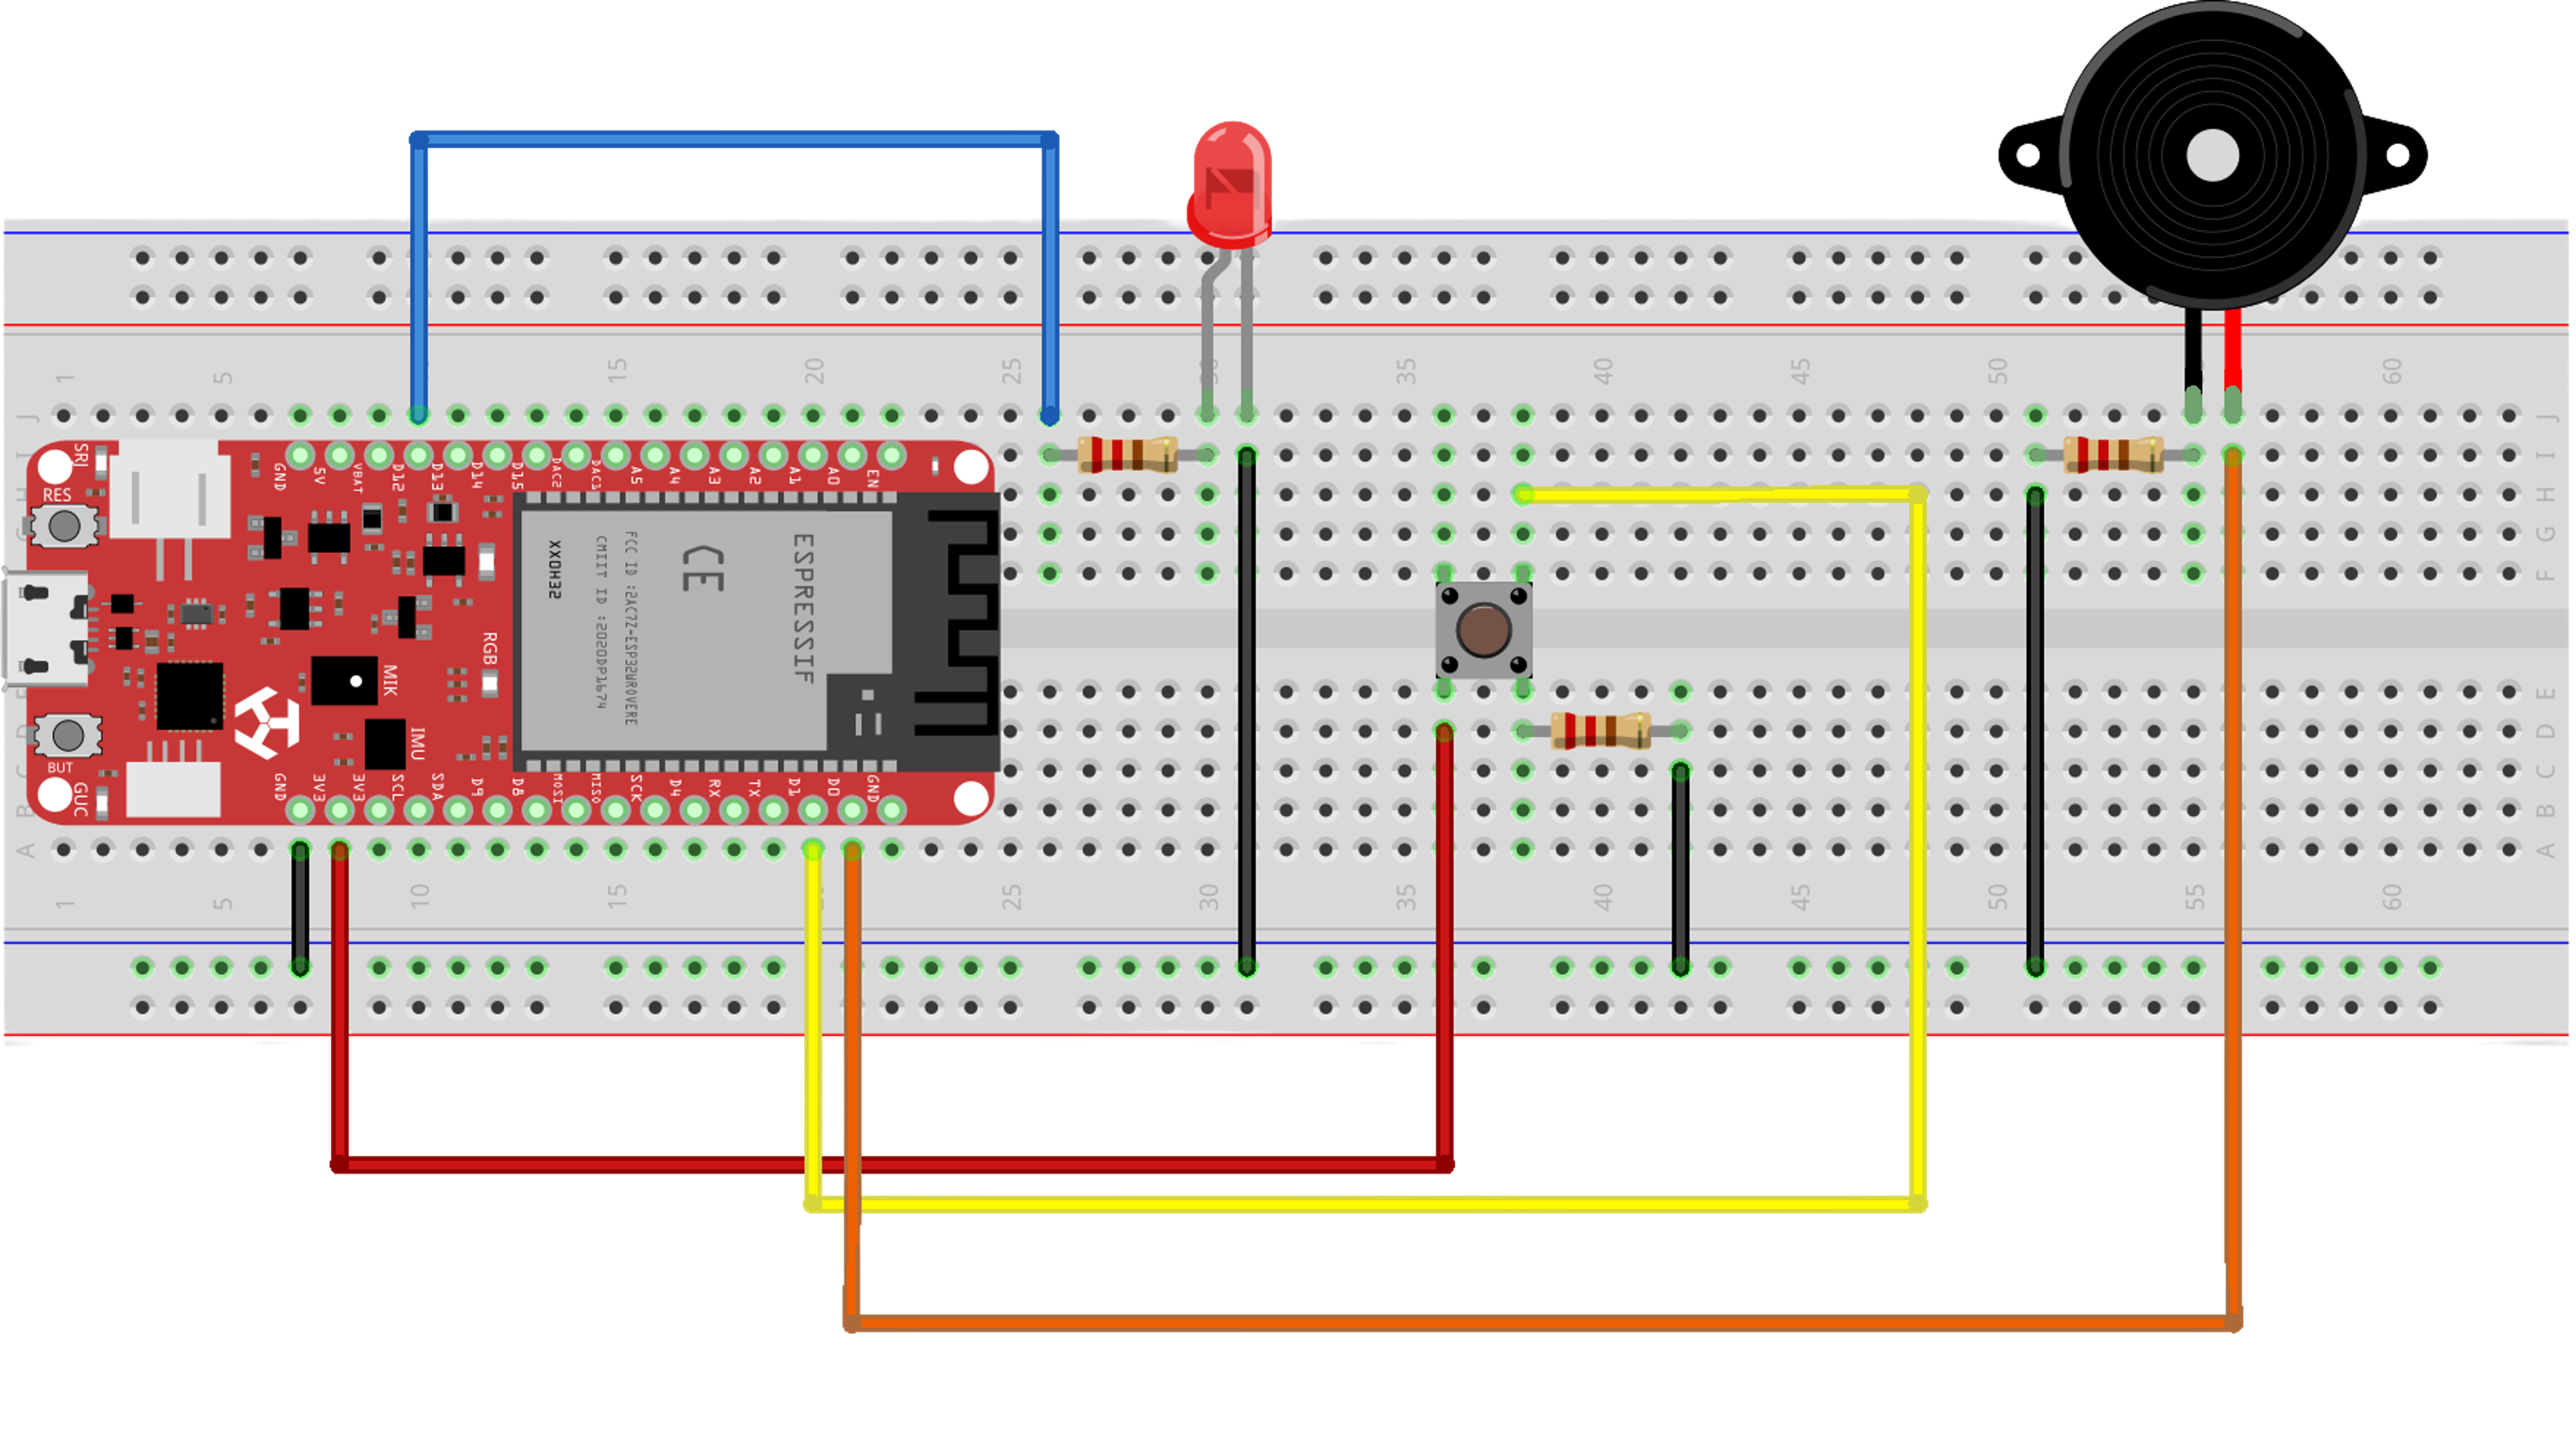 1 5 15 20 25 30 35 40 45 50 60
J J
I I
H H
G
F
E
D D
C C
B B
A A
SRI
RES
GND 5V VBAT D12 D13 D14 D15 DAC2 DAC1 A5 A4 A3 A2 A1 A0 EN
XXOH32
CMIIT ID :2020DP1674
FCC ID :2AC7Z-ESP32WROVERE
CE
ESPRESSIF
RGB
MIK
IMU
BUT
GUC
GND 3V3 3V3 SCL SDA D9 D8 MOSI MISO SCK D4 RX TX D1 D0 GND
1 5 10 15 25 30 35 40 45 50 55 60